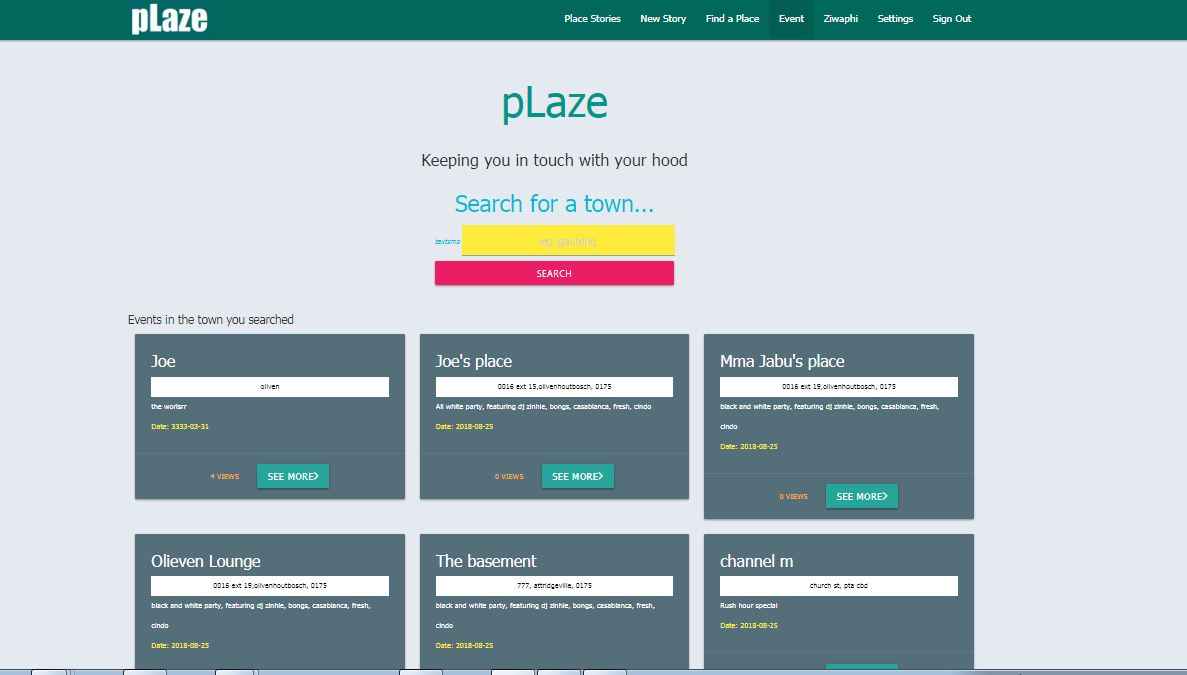 pLaze
Place Stories New Story Find a Place Event Ziwaphi Settings Sign Out
pLaze
Keeping you in touch with your hood
Search for a town...
textsms eg. gauteng
SEARCH
Events in the town you searched
Joe
oliven
the worlsrr
Date: 3333-03-31
4 VIEWS SEE MORE
Joe's place
0016 ext 15,olivenhoutbosch, 0175
All white party, featuring dj zinhle, bongs, casablanca, fresh, cindo
Date: 2018-08-25
0 VIEWS SEE MORE
Mma Jabu's place
0016 ext 19,olivenhoutbosch, 0175
black and white party, featuring dj zinhle, bongs, casablanca, fresh,
cindo
Date: 2018-08-25
0 VIEWS SEE MORE
Olieven Lounge
0016 ext 19,olivenhoutbosch, 0175
black and white party, featuring dj zinhle, bongs, casablanca, fresh,
cindo
Date: 2018-08-25
The basement
777, attridgeville, 0175
black and white party, featuring dj zinhle, bongs, casablanca, fresh,
cindo
Date: 2018-08-25
channel m
church st, pta cbd
Rush hour special
Date: 2018-08-25